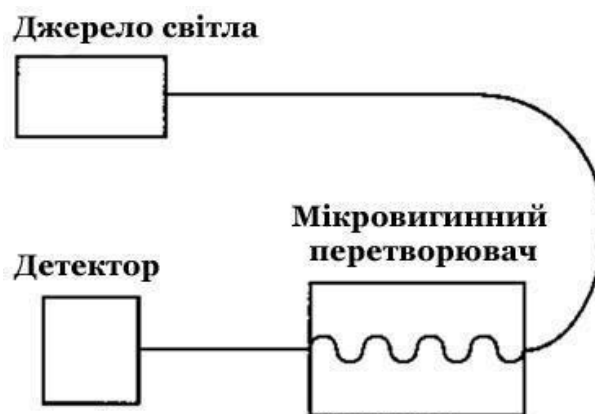 Джерело світла
Мікровигинний
перетворювач
Детектор